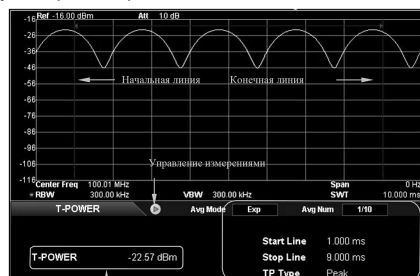 Ref -16.00 dBm Att 10 dB
-16
-26
-36
-46
Начальная линия Конечная линия
-56
-66
-76
-86
-96
-106
Управление измерениями
-116
Center Freq 100.01 MHz Span 0 Hz
*RBW 300.00 kHz VBW 300.00 kHz SWT 10.000 ms
T-POWER Avg Mode Exp Avg Num 1/10
T-POWER -22.57 dBm
Start Line 1.000 ms
Stop Line 9.000 ms
TP Type Peak